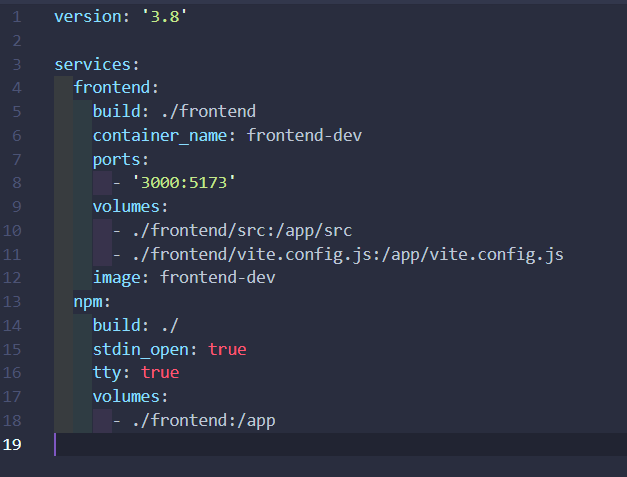 1 version: '3.8'
2
3 services:
4   frontend:
5     build: ./frontend
6     container_name: frontend-dev
7     ports:
8       - '3000:5173'
9     volumes:
10       - ./frontend/src:/app/src
11       - ./frontend/vite.config.js:/app/vite.config.js
12     image: frontend-dev
13   npm:
14     build: ./
15     stdin_open: true
16     tty: true
17     volumes:
18       - ./frontend:/app
19